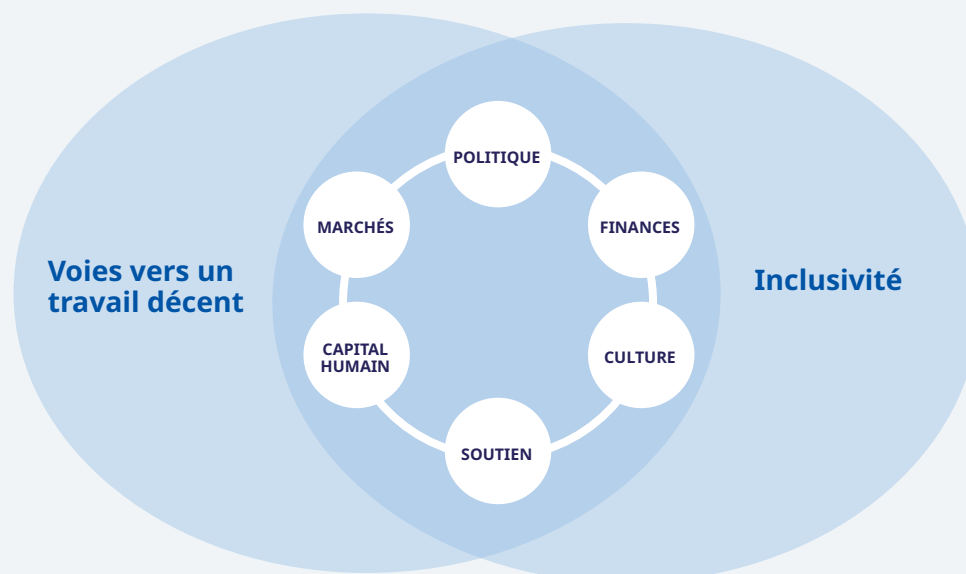 POLITIQUE
MARCHÉS
FINANCES
Voies vers un
travail décent
Inclusivité
CAPITAL
HUMAIN
CULTURE
SOUTIEN